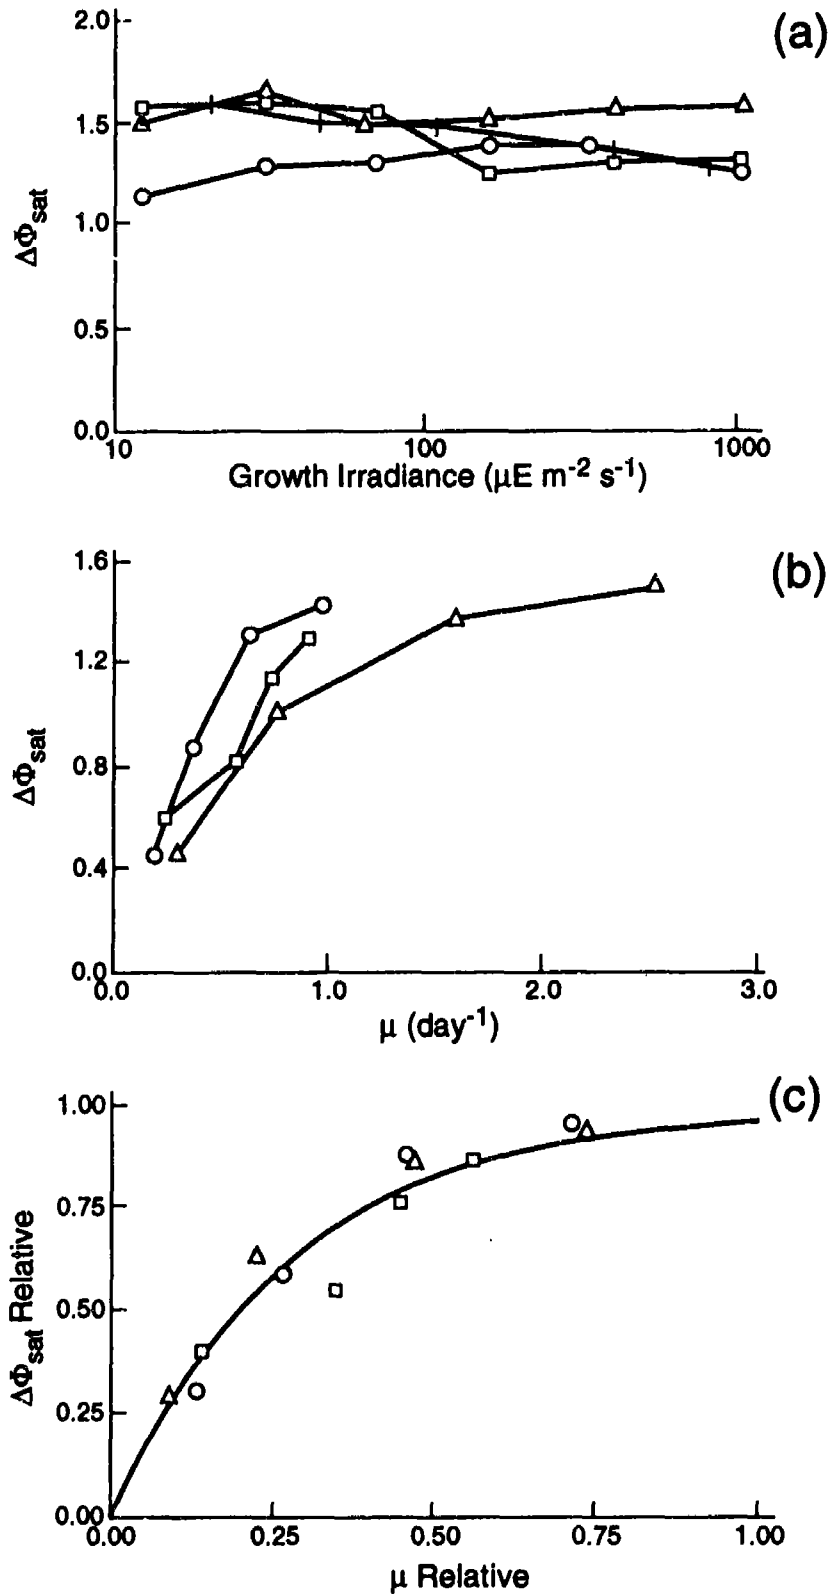 (a)
2.0
1.5
1.0
0.5
0.0
ΔΦsat
10 100 1000
Growth Irradiance (μE m-2 s-1)
(b)
1.6
1.2
0.8
0.4
0.0
ΔΦsat
0.0 1.0 2.0 3.0
μ (day-1)
(c)
1.00
0.75
0.50
0.25
0.00
ΔΦsat Relative
0.00 0.25 0.50 0.75 1.00
μ Relative